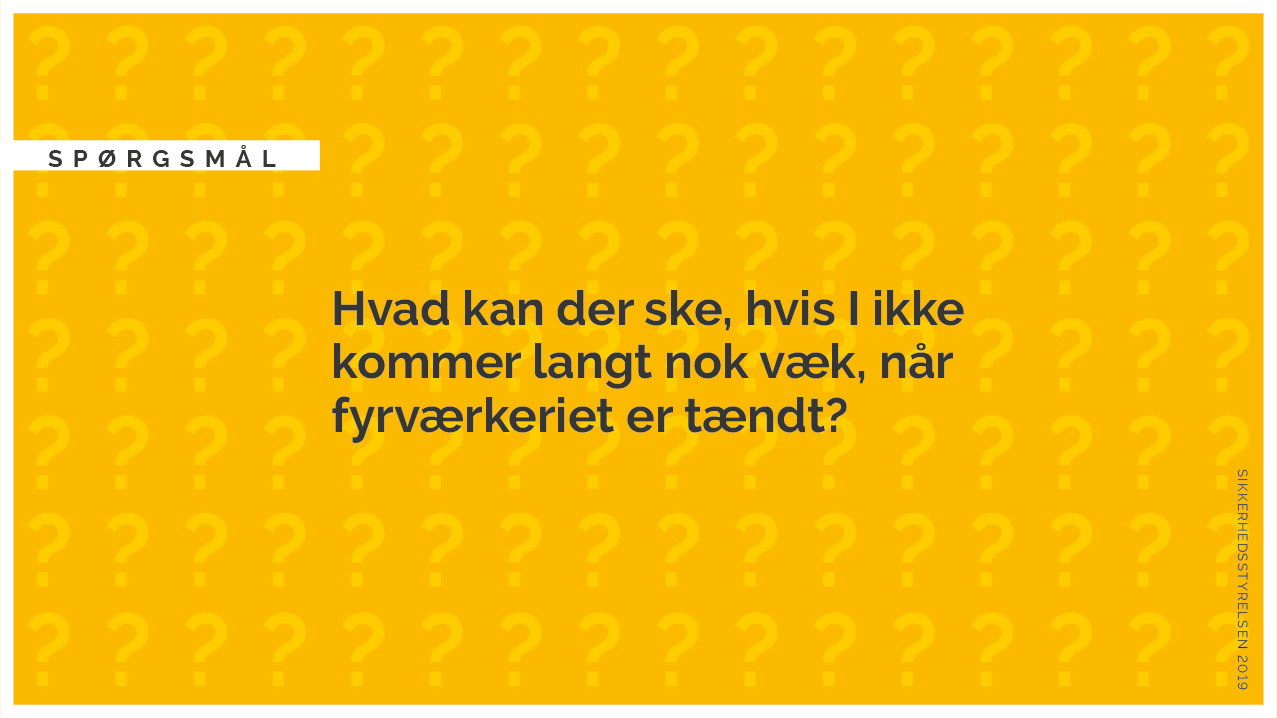 SPØRGSMÅL
Hvad kan der ske, hvis I ikke
kommer langt nok væk, når
fyrværkeriet er tændt?
SIKKERHEDSSTYRELSEN 2019